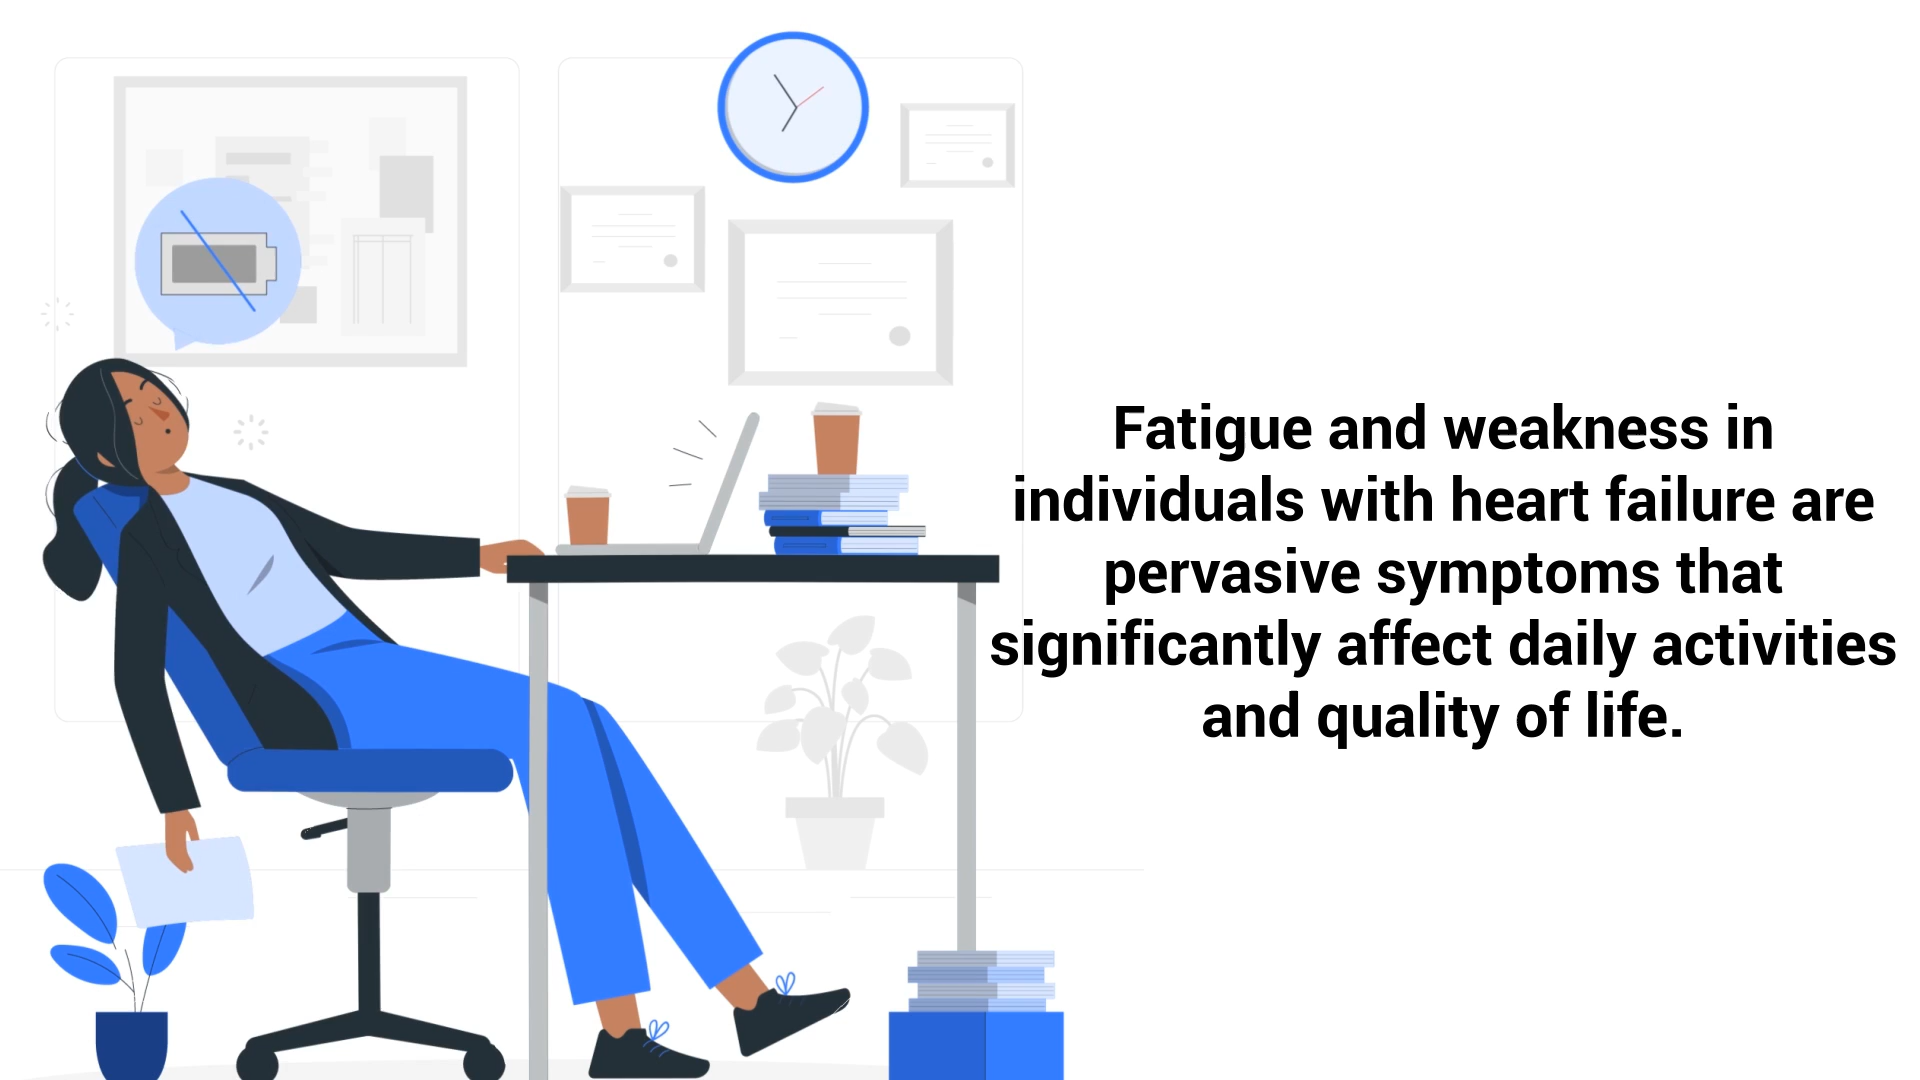 Fatigue and weakness in
individuals with heart failure are
pervasive symptoms that
significantly affect daily activities
and quality of life.